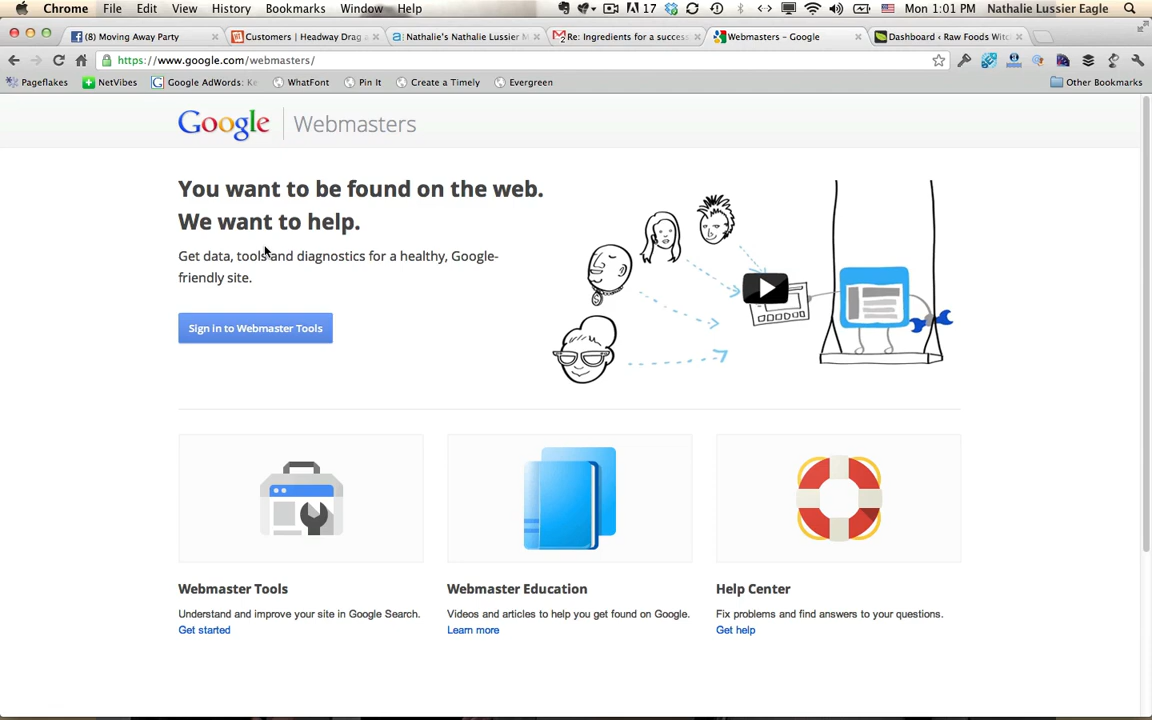 Chrome File Edit View History Bookmarks Window Help 17 Mon 1:01 PM Nathalie Lussier Eagle
(8) Moving Away Party Customers | Headway Drag Nathalie's Nathalie Lussier M Re: Ingredients for a success Webmasters - Google Dashboard ‹ Raw Foods Witc
https://www.google.com/webmasters/
Pageflakes NetVibes Google AdWords: Ke WhatFont Pin It Create a Timely Evergreen Other Bookmarks
Google Webmasters
You want to be found on the web.
We want to help.
Get data, tools and diagnostics for a healthy, Google-
friendly site.
Sign in to Webmaster Tools
Webmaster Tools
Understand and improve your site in Google Search.
Get started
Webmaster Education
Videos and articles to help you get found on Google.
Learn more
Help Center
Fix problems and find answers to your questions.
Get help